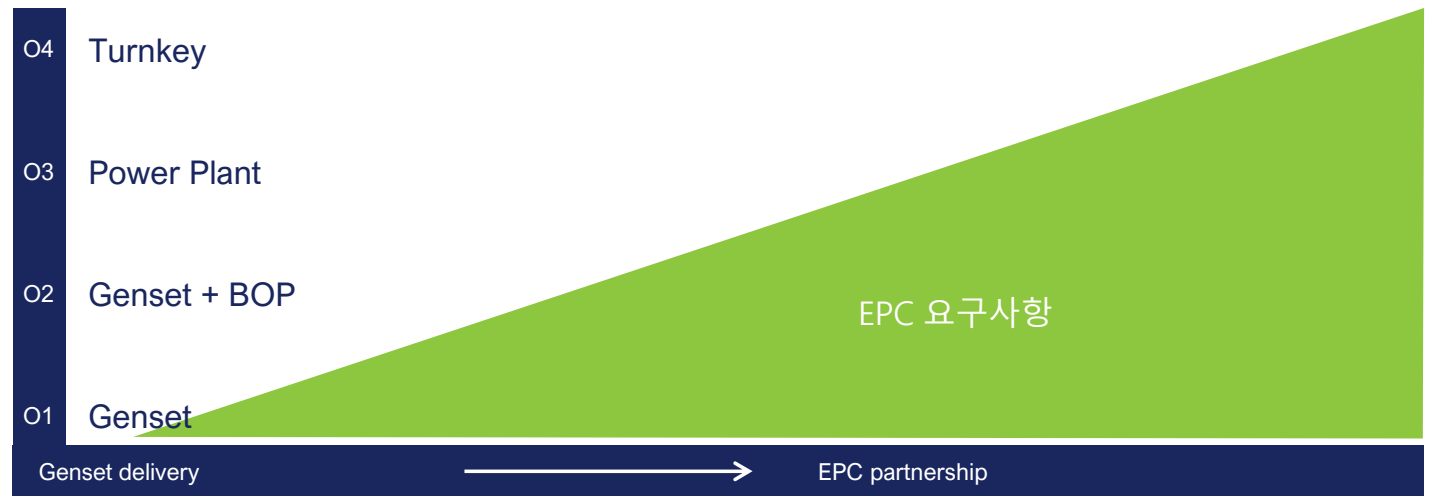 O4 Turnkey
O3 Power Plant
O2 Genset + BOP
EPC 요구사항
O1 Genset
Genset delivery EPC partnership